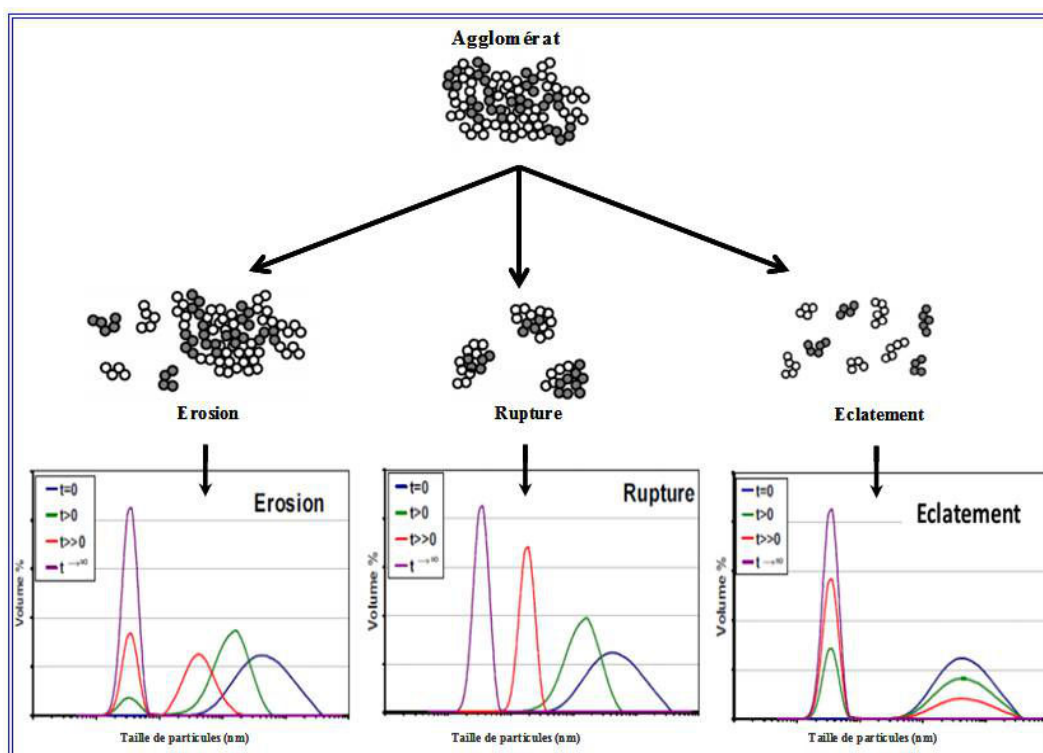 Agglomérat
Erosion
Rupture
Eclatement
Erosion
t=0
t>0
t>>0
t→∞
Volume %
Taille de particules (nm)
Rupture
t=0
t>0
t>>0
t→∞
Volume %
Taille de particules (nm)
Eclatement
t=0
t>0
t>>0
t→∞
Volume %
Taille de particules (nm)